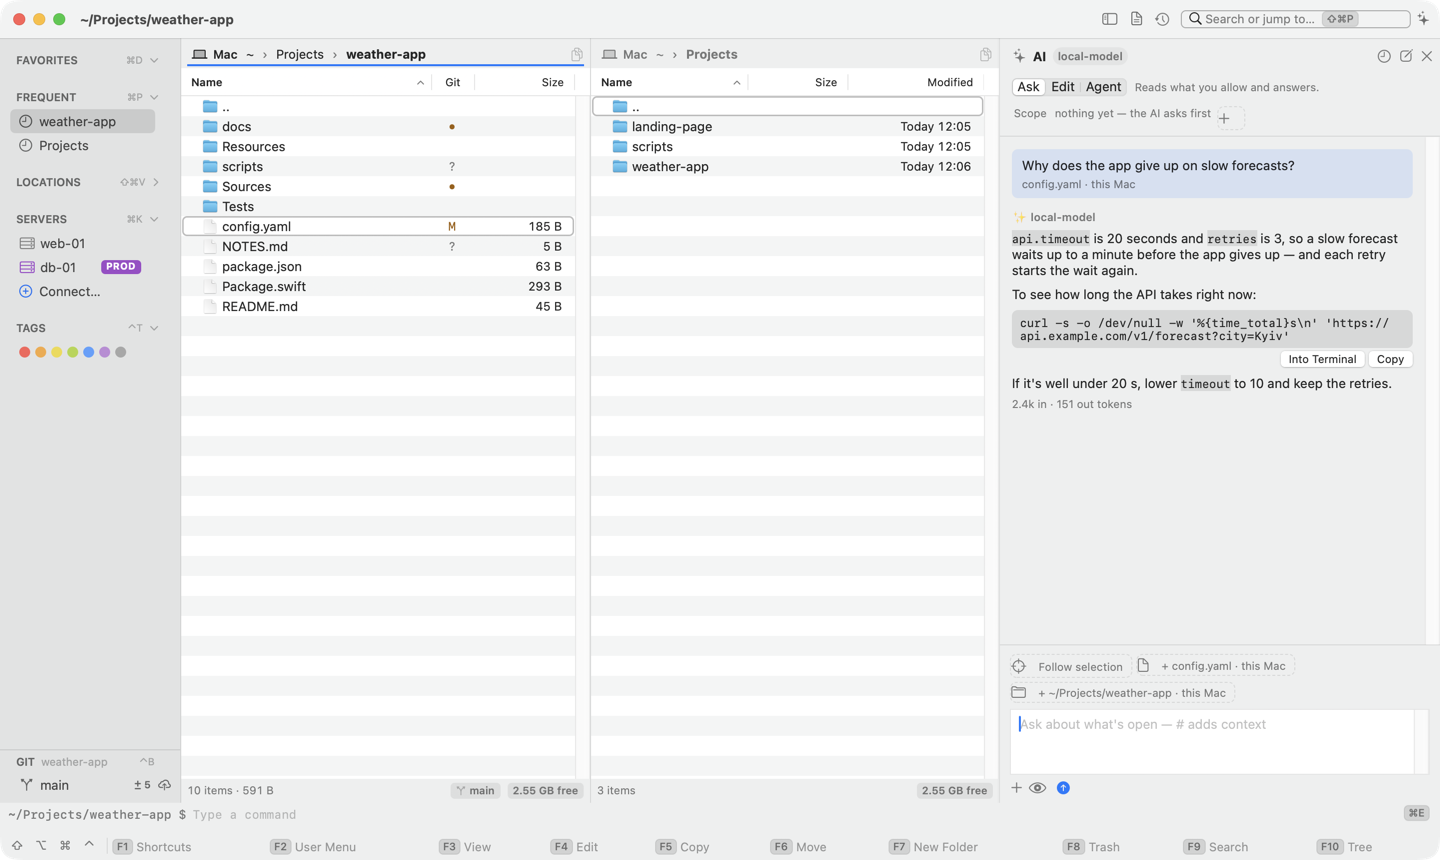 ~/Projects/weather-app
Search or jump to... ⇧⌘P
FAVORITES ⌘D
FREQUENT ⌘P
weather-app
Projects
LOCATIONS ⇧⌘V
SERVERS ⌘K
web-01
db-01 PROD
Connect...
TAGS ^T
GIT weather-app ^B
main ± 5
Mac ~ › Projects › weather-app
Name Git Size
..
docs
Resources
scripts ?
Sources
Tests
config.yaml M 185 B
NOTES.md ? 5 B
package.json 63 B
Package.swift 293 B
README.md 45 B
10 items · 591 B main 2.55 GB free
Mac ~ › Projects
Name Size Modified
..
landing-page Today 12:05
scripts Today 12:05
weather-app Today 12:06
3 items 2.55 GB free
AI local-model
Ask Edit Agent Reads what you allow and answers.
Scope nothing yet — the AI asks first +
Why does the app give up on slow forecasts?
config.yaml · this Mac
✨ local-model
api.timeout is 20 seconds and retries is 3, so a slow forecast
waits up to a minute before the app gives up — and each retry
starts the wait again.
To see how long the API takes right now:
curl -s -o /dev/null -w '%{time_total}s\n' 'https://
api.example.com/v1/forecast?city=Kyiv'
Into Terminal Copy
If it's well under 20 s, lower timeout to 10 and keep the retries.
2.4k in · 151 out tokens
Follow selection + config.yaml · this Mac
+ ~/Projects/weather-app · this Mac
Ask about what's open — # adds context
~/Projects/weather-app $ Type a command ⌘E
⇧ ⌥ ⌘ ^ F1 Shortcuts F2 User Menu F3 View F4 Edit F5 Copy F6 Move F7 New Folder F8 Trash F9 Search F10 Tree